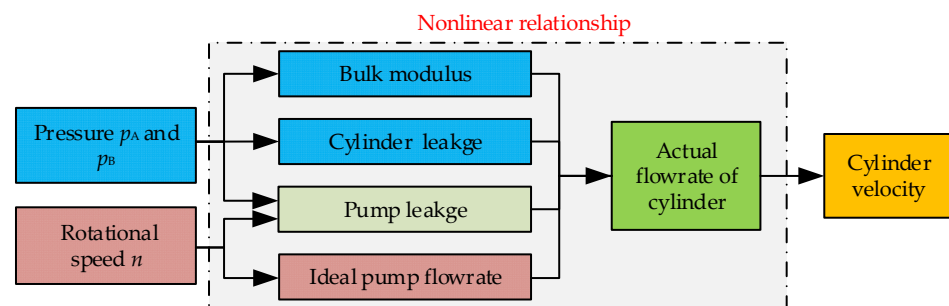 Nonlinear relationship
Bulk modulus
Pressure pA and
pB
Cylinder leakge
Actual
flowrate of
cylinder
Cylinder
velocity
Pump leakge
Rotational
speed n
Ideal pump flowrate